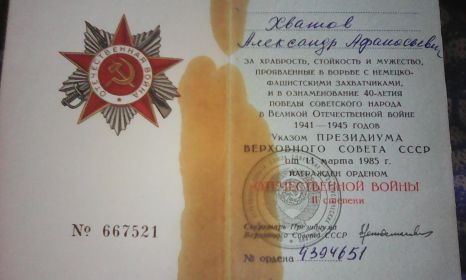 ОТЕЧЕСТВЕННАЯ ВОЙНА
№ 667521
Хватов
Александр Афанасьевич
ЗА ХРАБРОСТЬ, СТОЙКОСТЬ И МУЖЕСТВО,
ПРОЯВЛЕННЫЕ В БОРЬБЕ С НЕМЕЦКО-
ФАШИСТСКИМИ ЗАХВАТЧИКАМИ,
И В ОЗНАМЕНОВАНИЕ 40-ЛЕТИЯ
ПОБЕДЫ СОВЕТСКОГО НАРОДА
В ВЕЛИКОЙ ОТЕЧЕСТВЕННОЙ ВОЙНЕ
1941—1945 ГОДОВ
УКАЗОМ ПРЕЗИДИУМА
ВЕРХОВНОГО СОВЕТА СССР
от 11 марта 1985 г.
НАГРАЖДЕН ОРДЕНОМ
ОТЕЧЕСТВЕННОЙ ВОЙНЫ
II степени
Секретарь Президиума
Верховного Совета СССР
№ ордена 4394651